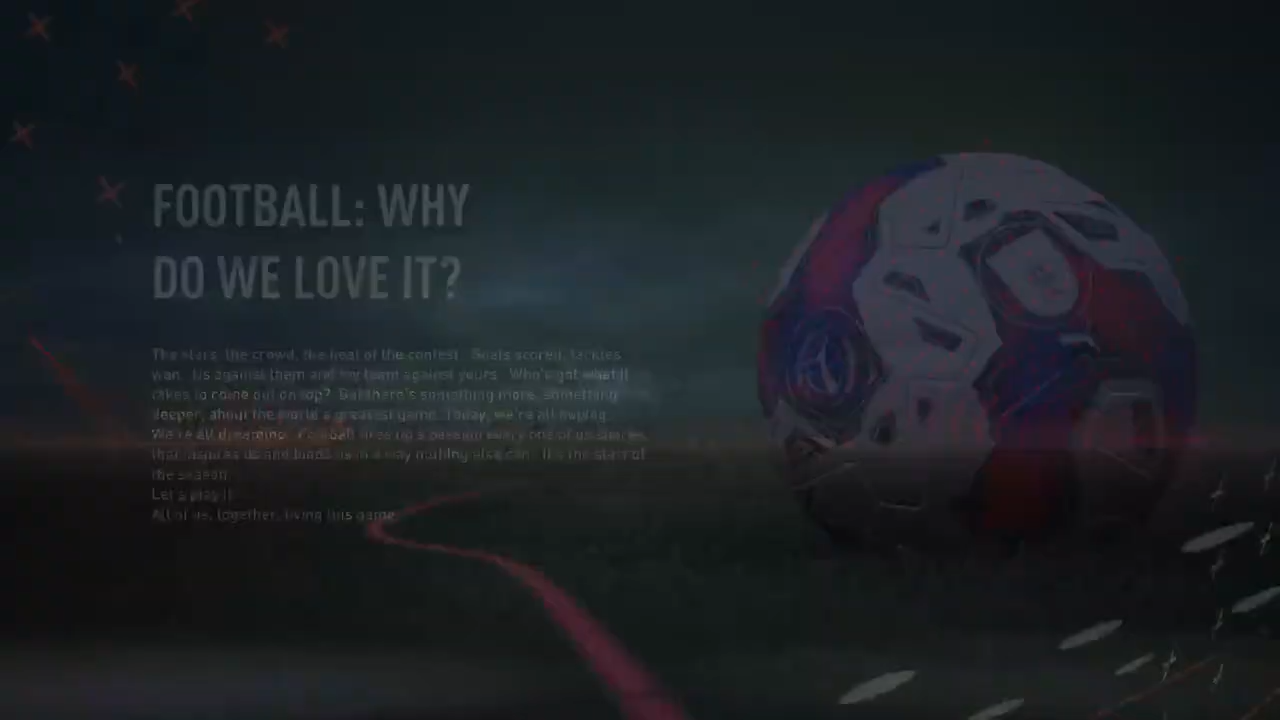 FOOTBALL: WHY
DO WE LOVE IT?
The stars, the crowd, the heat of the contest. Goals scored, tackles
won. Us against them and my team against yours. Who's got what it
takes to come out on top? But there's something more, something
deeper, about the world's greatest game. Today, we're all hoping.
We're all dreaming. Football fires up a passion every one of us shares,
that inspires us and binds us in a way nothing else can. It's the start of
the season.
Let's play it.
All of us, together, living this game.